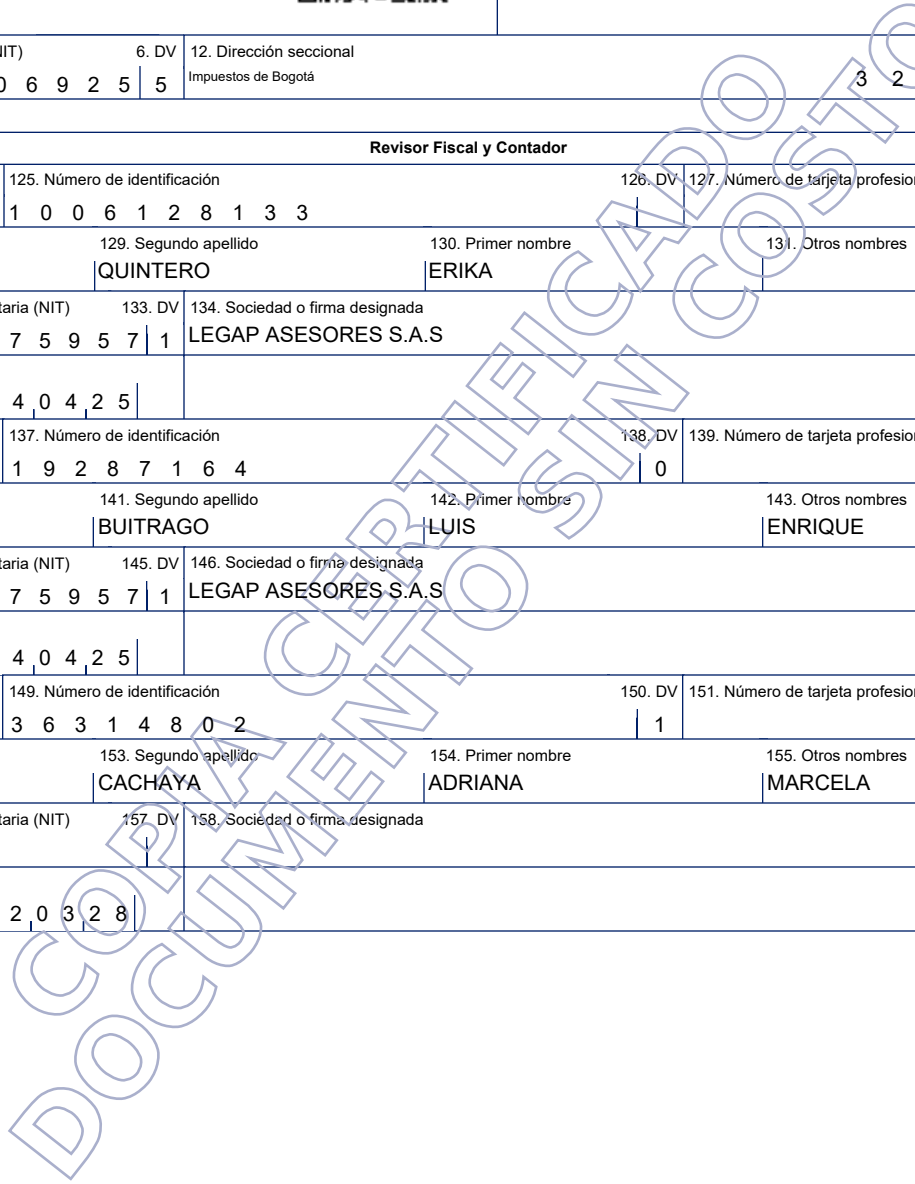 IT) 6. DV 12. Dirección seccional
0 6 9 2 5 5 Impuestos de Bogotá 3 2
Revisor Fiscal y Contador
125. Número de identificación 126. DV 127. Número de tarjeta profesion
1 0 0 6 1 2 8 1 3 3
129. Segundo apellido 130. Primer nombre 131. Otros nombres
QUINTERO ERIKA
taria (NIT) 133. DV 134. Sociedad o firma designada
7 5 9 5 7 1 LEGAP ASESORES S.A.S
4 0 4 2 5
137. Número de identificación 138. DV 139. Número de tarjeta profesion
1 9 2 8 7 1 6 4 0
141. Segundo apellido 142. Primer nombre 143. Otros nombres
BUITRAGO LUIS ENRIQUE
taria (NIT) 145. DV 146. Sociedad o firma designada
7 5 9 5 7 1 LEGAP ASESORES S.A.S
4 0 4 2 5
149. Número de identificación 150. DV 151. Número de tarjeta profesion
3 6 3 1 4 8 0 2 1
153. Segundo apellido 154. Primer nombre 155. Otros nombres
CACHAYA ADRIANA MARCELA
taria (NIT) 157. DV 158. Sociedad o firma designada
2 0 3 2 8
COPIA CERTIFICADO
DOCUMENTO SIN COSTO